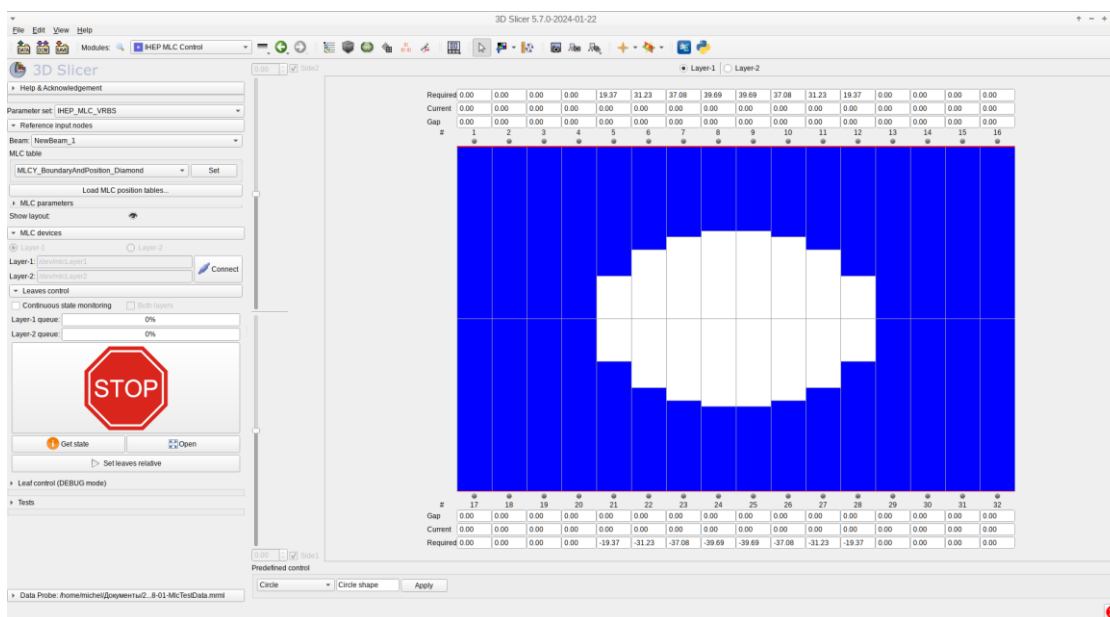 3D Slicer 5.7.0-2024-01-22
File Edit View Help
DATA DCM SAVE Modules: IHEP MLC Control
3D Slicer
Help & Acknowledgement
Parameter set: IHEP_MLC_VRBS
Reference input nodes
Beam: NewBeam_1
MLC table
MLCY_BoundaryAndPosition_Diamond Set
Load MLC position tables...
MLC parameters
Show layout:
MLC devices
Layer-1 Layer-2
Layer-1: /dev/mlcLayer1
Layer-2: /dev/mlcLayer2
Connect
Leaves control
Continuous state monitoring Both layers
Layer-1 queue: 0%
Layer-2 queue: 0%
STOP
Get state Open
Set leaves relative
Leaf control (DEBUG mode)
Tests
Data Probe: /home/michel/Документы/2...8-01-MlcTestData.mrml
0.00 Side2
Layer-1 Layer-2
Required 0.00 0.00 0.00 0.00 19.37 31.23 37.08 39.69 39.69 37.08 31.23 19.37 0.00 0.00 0.00 0.00
Current 0.00 0.00 0.00 0.00 0.00 0.00 0.00 0.00 0.00 0.00 0.00 0.00 0.00 0.00 0.00 0.00
Gap 0.00 0.00 0.00 0.00 0.00 0.00 0.00 0.00 0.00 0.00 0.00 0.00 0.00 0.00 0.00 0.00
# 1 2 3 4 5 6 7 8 9 10 11 12 13 14 15 16
# 17 18 19 20 21 22 23 24 25 26 27 28 29 30 31 32
Gap 0.00 0.00 0.00 0.00 0.00 0.00 0.00 0.00 0.00 0.00 0.00 0.00 0.00 0.00 0.00 0.00
Current 0.00 0.00 0.00 0.00 0.00 0.00 0.00 0.00 0.00 0.00 0.00 0.00 0.00 0.00 0.00 0.00
Required 0.00 0.00 0.00 0.00 -19.37 -31.23 -37.08 -39.69 -39.69 -37.08 -31.23 -19.37 0.00 0.00 0.00 0.00
0.00 Side1
Predefined control
Circle Circle shape Apply